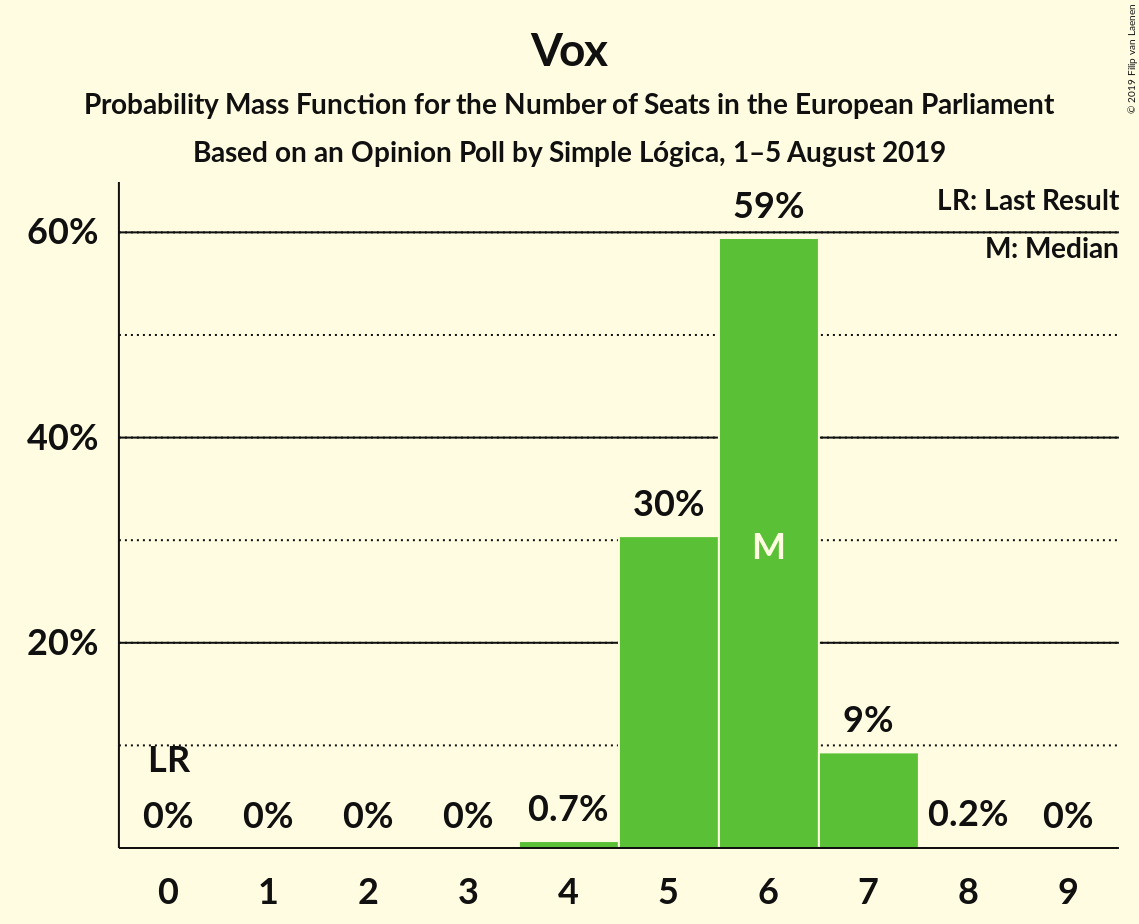 Vox
Probability Mass Function for the Number of Seats in the European Parliament
Based on an Opinion Poll by Simple Lógica, 1–5 August 2019
© 2019 Filip van Laenen
LR: Last Result
M: Median
60%
40%
20%
59%
30%
M
9%
LR
0%
0%
0%
0%
0.7%
0.2%
0%
0 1 2 3 4 5 6 7 8 9